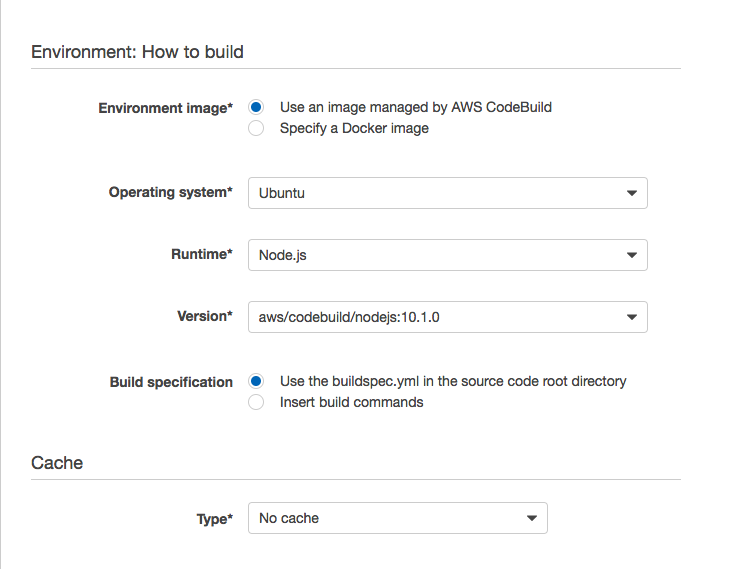 Environment: How to build
Environment image* Use an image managed by AWS CodeBuild
Specify a Docker image
Operating system* Ubuntu
Runtime* Node.js
Version* aws/codebuild/nodejs:10.1.0
Build specification Use the buildspec.yml in the source code root directory
Insert build commands
Cache
Type* No cache